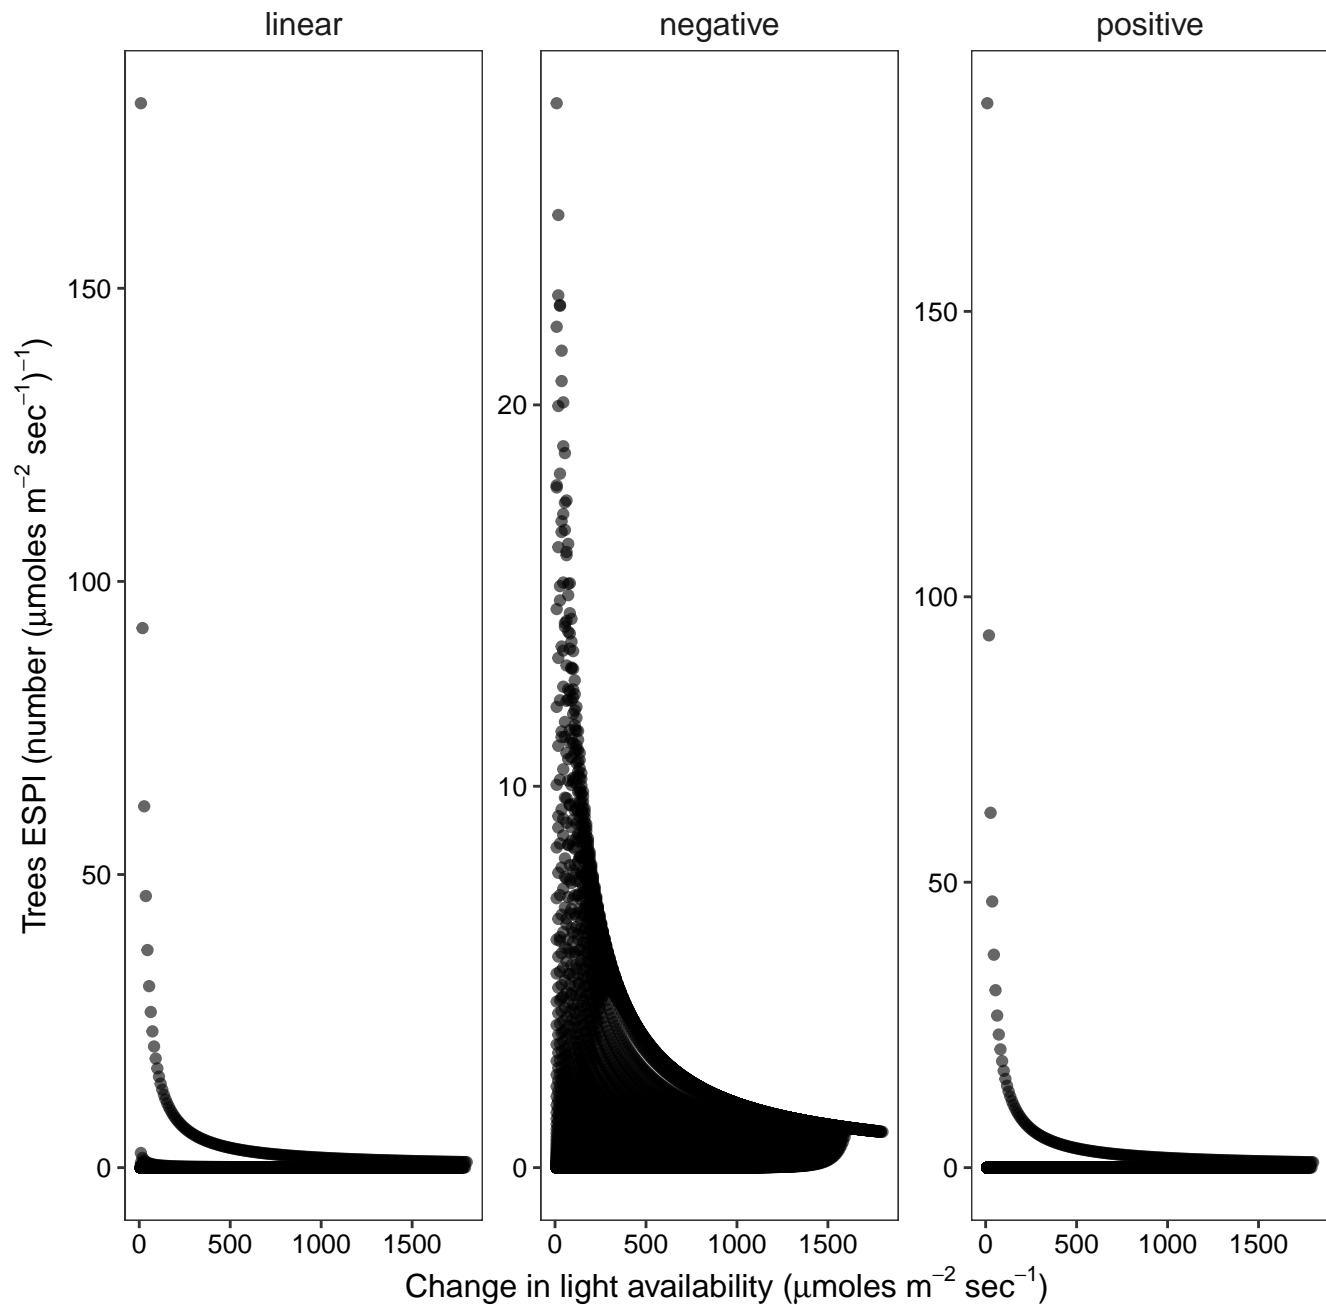 linear
negative
positive
Trees ESPI (number (μmoles m⁻² sec⁻¹)⁻¹)
150
100
50
0
20
10
0
150
100
50
0
0 500 1000 1500
0 500 1000 1500
0 500 1000 1500
Change in light availability (μmoles m⁻² sec⁻¹)